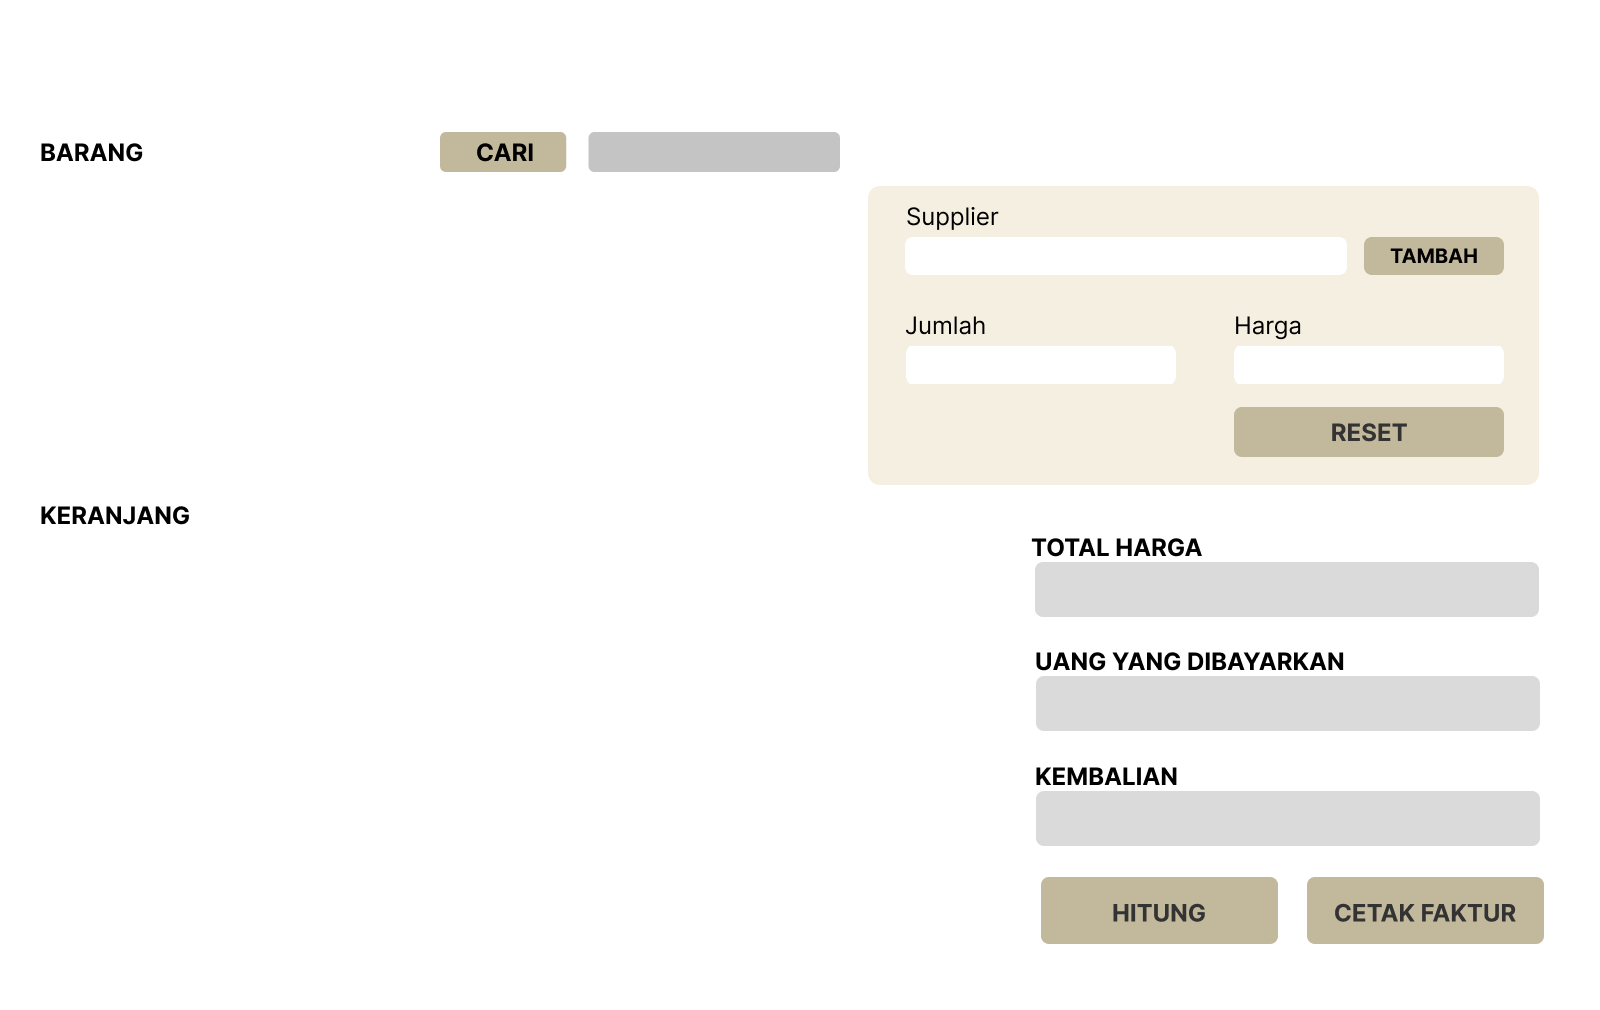 BARANG
CARI
Supplier
TAMBAH
Jumlah
Harga
RESET
KERANJANG
TOTAL HARGA
UANG YANG DIBAYARKAN
KEMBALIAN
HITUNG
CETAK FAKTUR